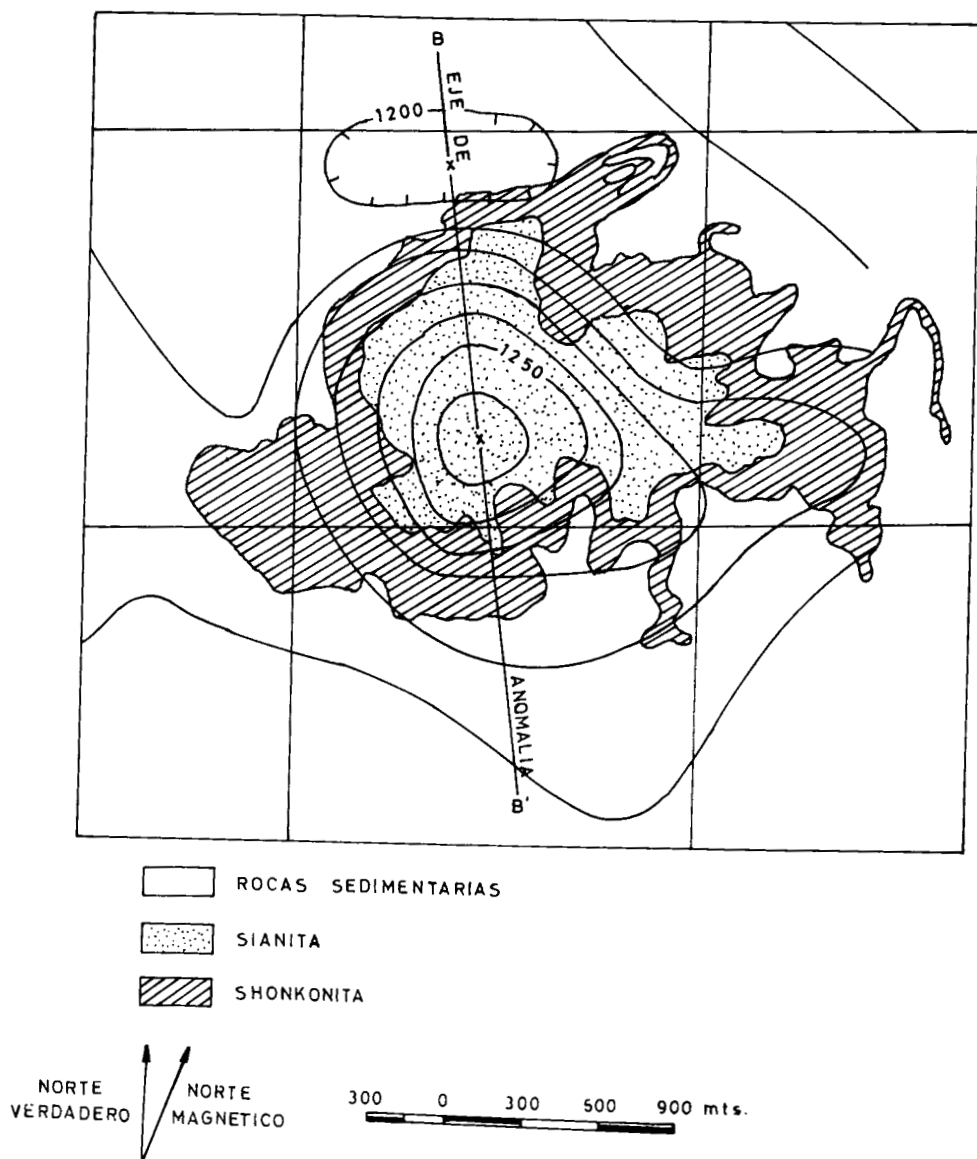 B
EJE DE
1200
x
1250
x
ANOMALIA
B'
ROCAS SEDIMENTARIAS
SIANITA
SHONKONITA
NORTE VERDADERO
NORTE MAGNETICO
300 0 300 500 900 mts.